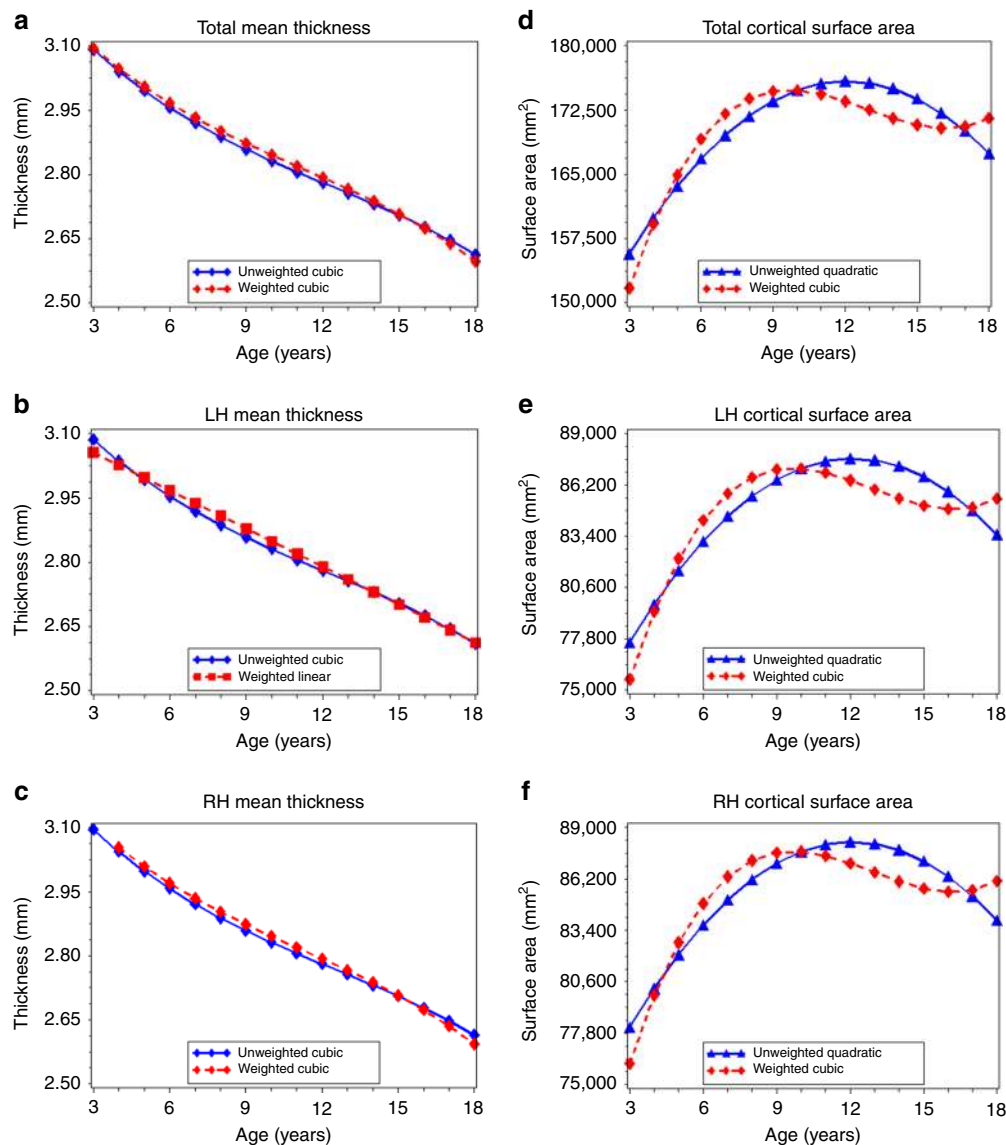 a
Total mean thickness
3.10
2.95
2.80
2.65
2.50
Thickness (mm)
Unweighted cubic
Weighted cubic
3 6 9 12 15 18
Age (years)
d
Total cortical surface area
180,000
172,500
165,000
157,500
150,000
Surface area (mm²)
Unweighted quadratic
Weighted cubic
3 6 9 12 15 18
Age (years)
b
LH mean thickness
3.10
2.95
2.80
2.65
2.50
Thickness (mm)
Unweighted cubic
Weighted linear
3 6 9 12 15 18
Age (years)
e
LH cortical surface area
89,000
86,200
83,400
80,600
77,800
75,000
Surface area (mm²)
Unweighted quadratic
Weighted cubic
3 6 9 12 15 18
Age (years)
c
RH mean thickness
3.10
2.95
2.80
2.65
2.50
Thickness (mm)
Unweighted cubic
Weighted cubic
3 6 9 12 15 18
Age (years)
f
RH cortical surface area
89,000
86,200
83,400
80,600
77,800
75,000
Surface area (mm²)
Unweighted quadratic
Weighted cubic
3 6 9 12 15 18
Age (years)